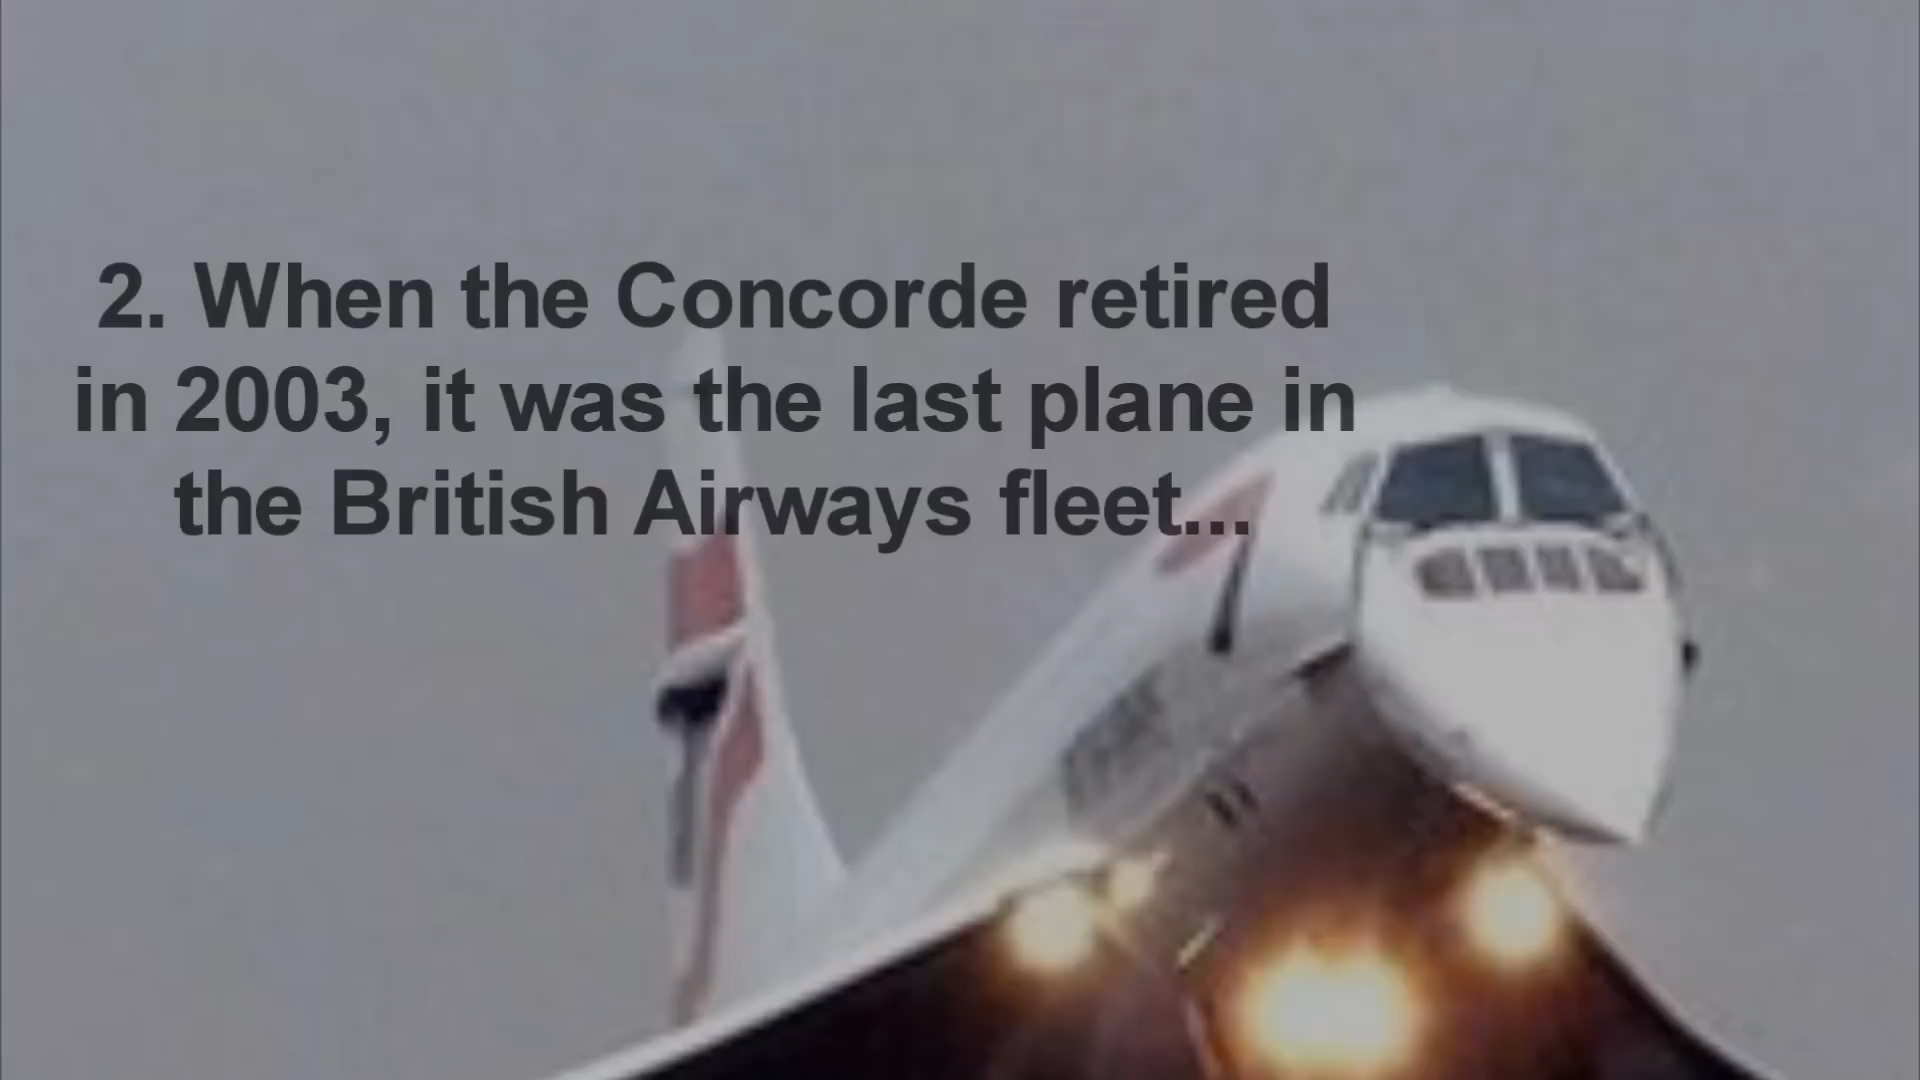 2. When the Concorde retired
in 2003, it was the last plane in
the British Airways fleet...